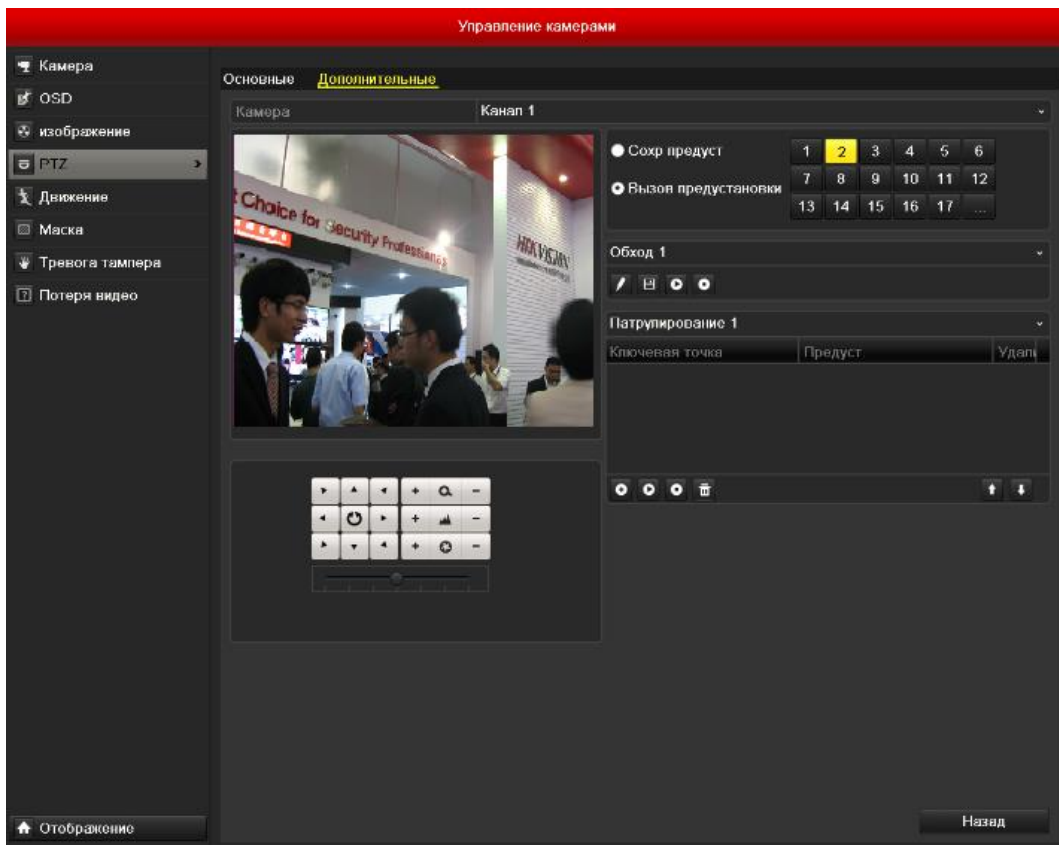 Управление камерами
Камера
OSD
изображение
PTZ
Движение
Маска
Тревога тампера
Потеря видео
Отображение
Основные Дополнительные
Камера Канал 1
t Choice for Security Professionals
HIKVISION
Сохр предуст
Вызов предустановки
1 2 3 4 5 6
7 8 9 10 11 12
13 14 15 16 17 ...
Обход 1
Патрулирование 1
Ключевая точка Предуст Удали
Назад